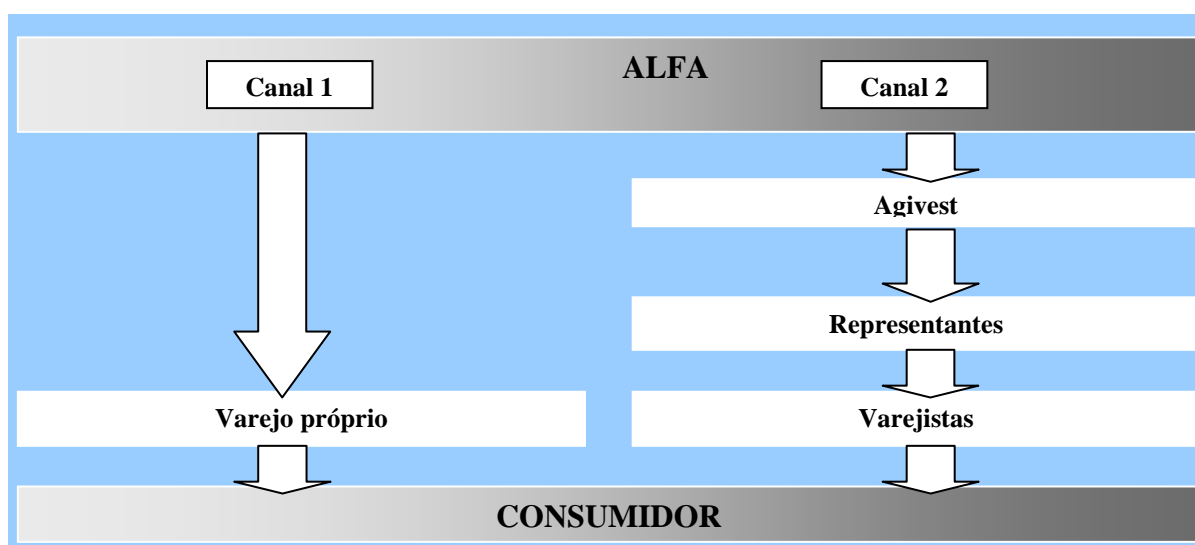 ALFA
Canal 1
Canal 2
Agivest
Representantes
Varejo próprio
Varejistas
CONSUMIDOR